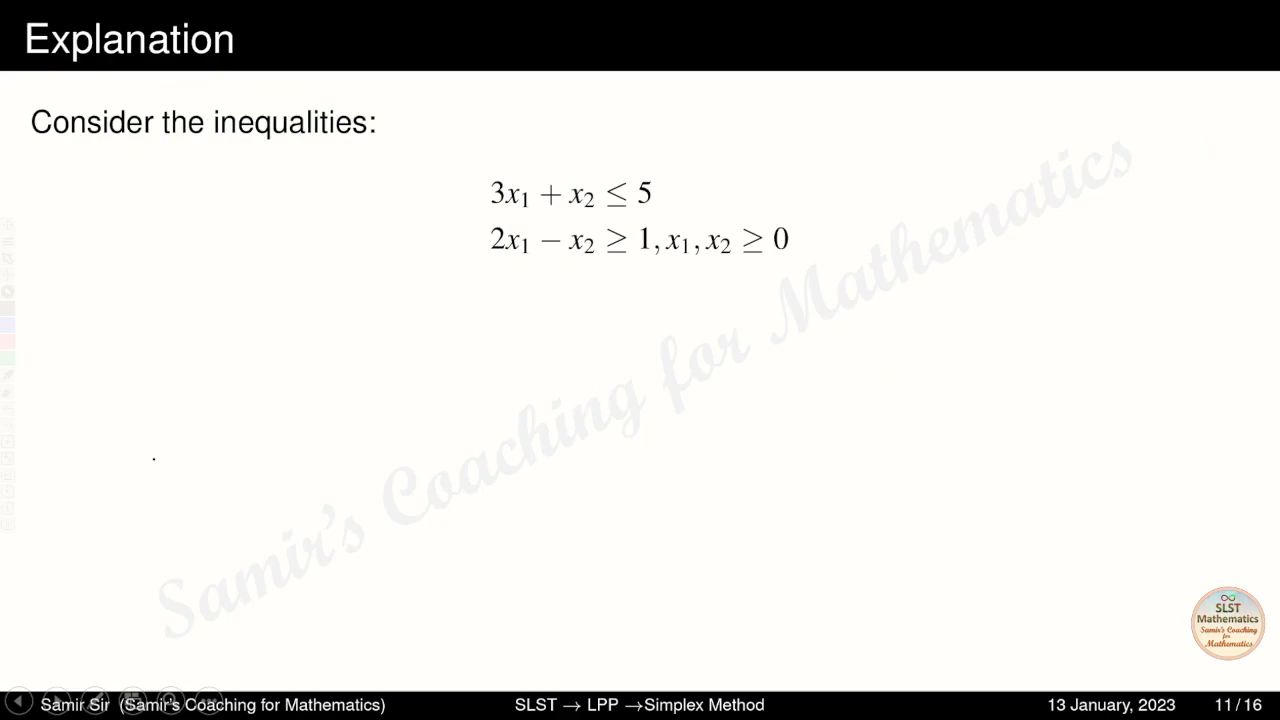 Explanation
Consider the inequalities:
3x₁ + x₂ ≤ 5
2x₁ − x₂ ≥ 1, x₁, x₂ ≥ 0
Samir's Coaching for Mathematics
SLST
Mathematics
Samir's Coaching
for
Mathematics
Samir Sir (Samir's Coaching for Mathematics)
SLST → LPP →Simplex Method
13 January, 2023
11 / 16